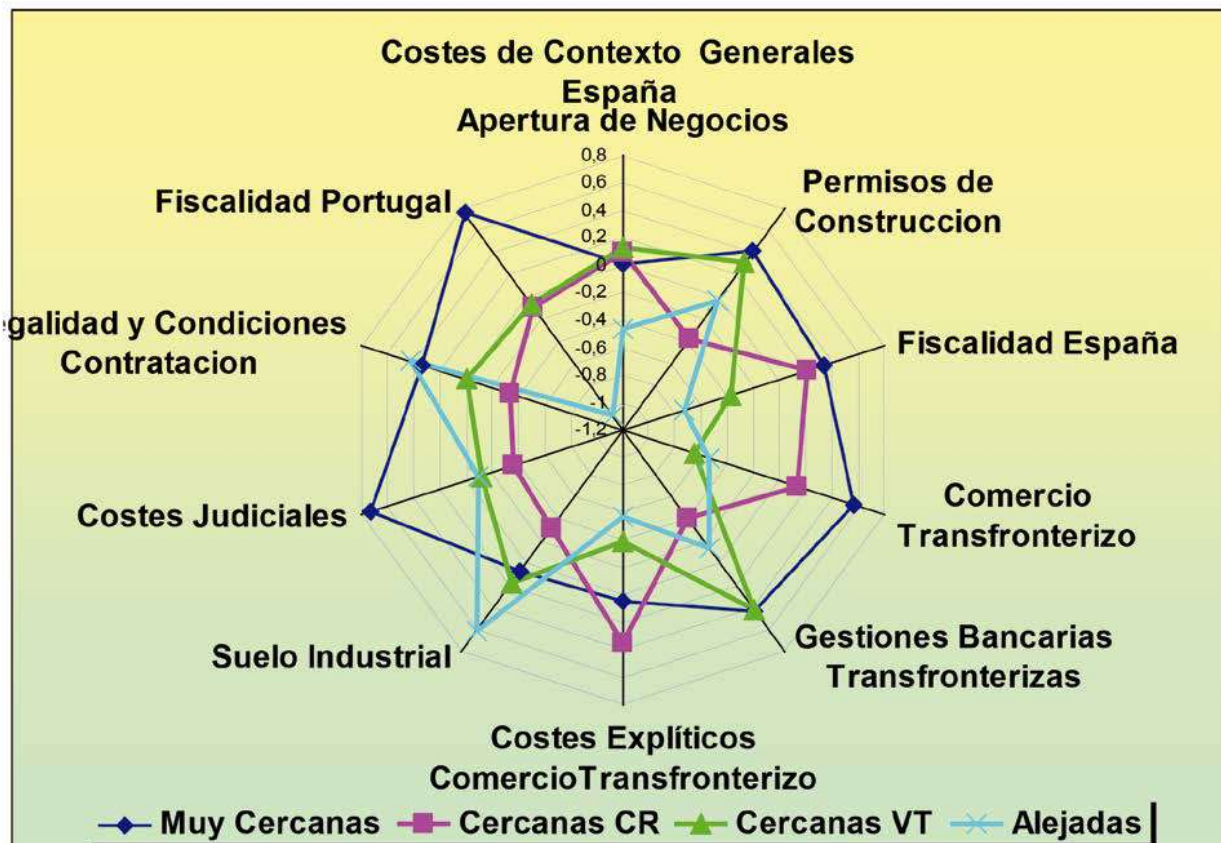 Costes de Contexto Generales
España
Apertura de Negocios
0,8
0,6
0,4
0,2
0
-0,2
-0,4
-0,6
-0,8
-1
-1,2
Permisos de
Construccion
Fiscalidad España
Comercio
Transfronterizo
Gestiones Bancarias
Transfronterizas
Costes Explíticos
ComercioTransfronterizo
Suelo Industrial
Costes Judiciales
egalidad y Condiciones
Contratacion
Fiscalidad Portugal
Muy Cercanas Cercanas CR Cercanas VT Alejadas